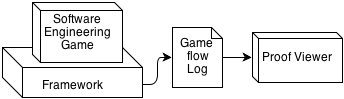 Software
Engineering
Game
Framework
Game
flow
Log
Proof Viewer